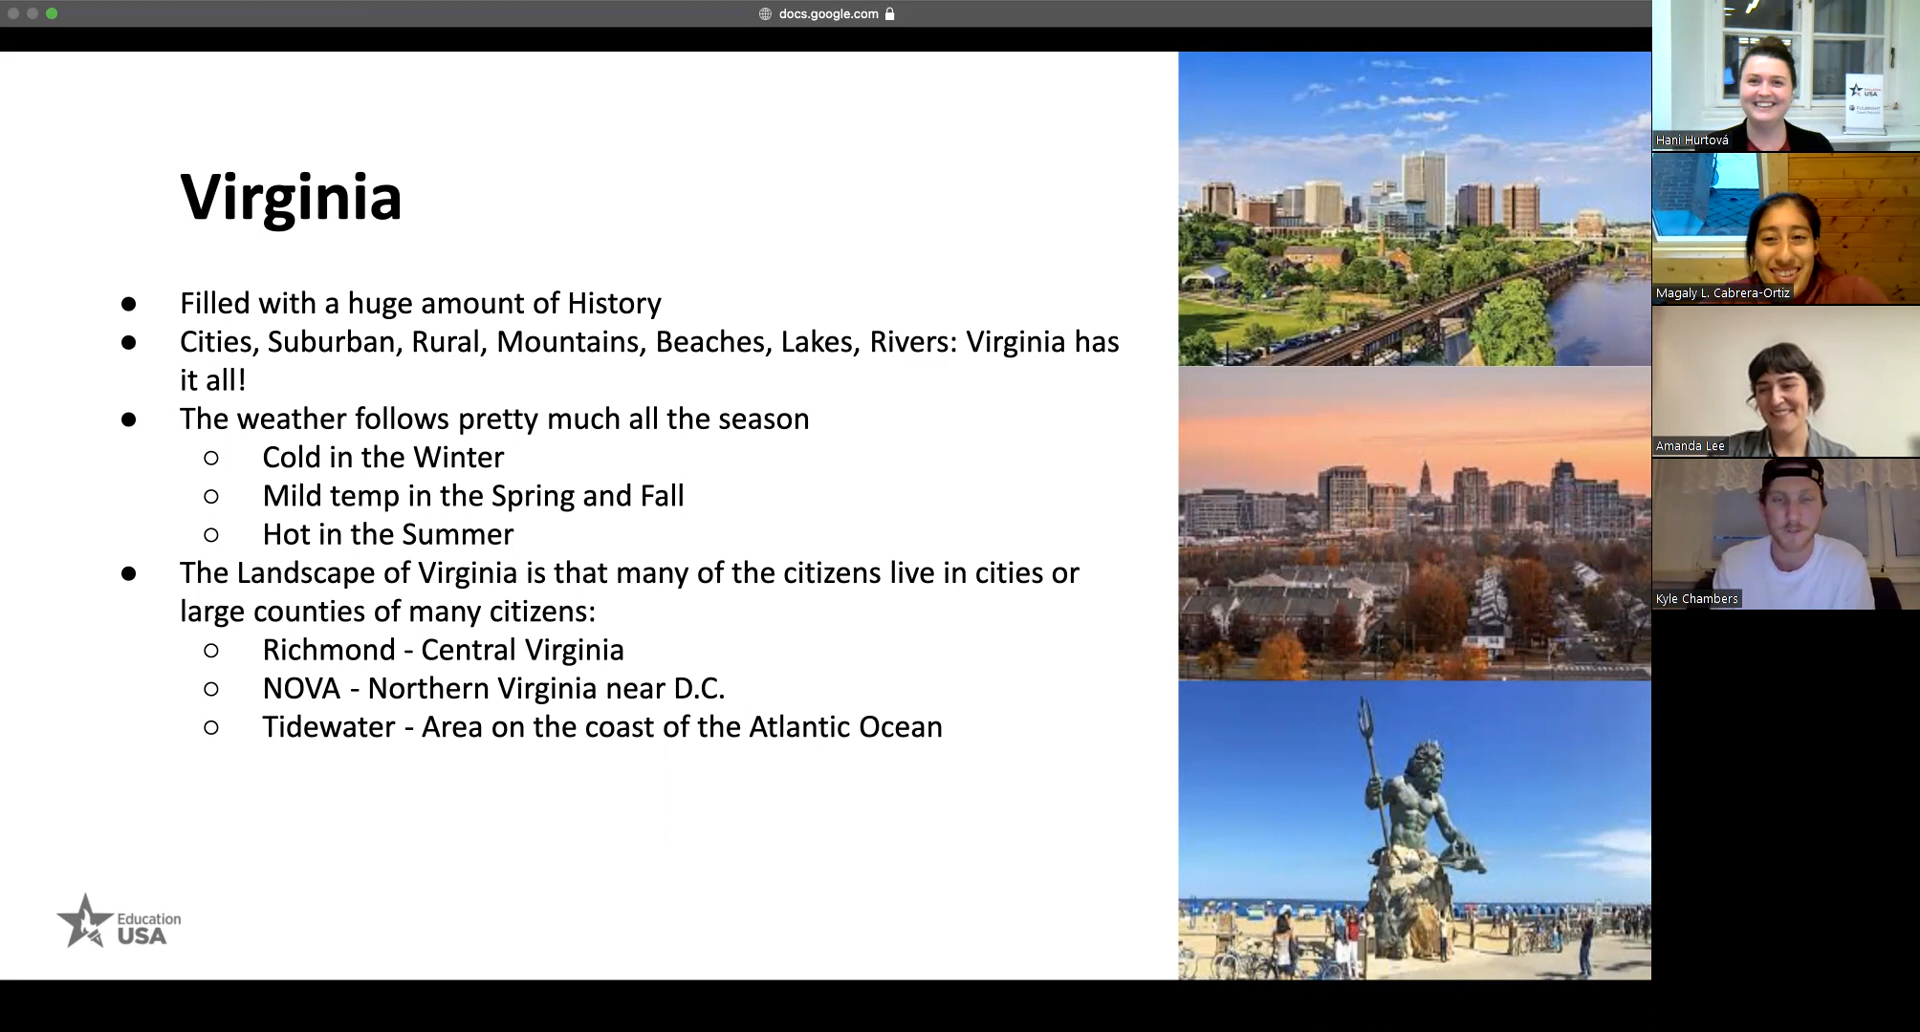 docs.google.com
Virginia
● Filled with a huge amount of History
● Cities, Suburban, Rural, Mountains, Beaches, Lakes, Rivers: Virginia has
it all!
● The weather follows pretty much all the season
○ Cold in the Winter
○ Mild temp in the Spring and Fall
○ Hot in the Summer
● The Landscape of Virginia is that many of the citizens live in cities or
large counties of many citizens:
○ Richmond - Central Virginia
○ NOVA - Northern Virginia near D.C.
○ Tidewater - Area on the coast of the Atlantic Ocean
Education
USA
USA
Hani Hurtová
Magaly L. Cabrera-Ortiz
Amanda Lee
Kyle Chambers